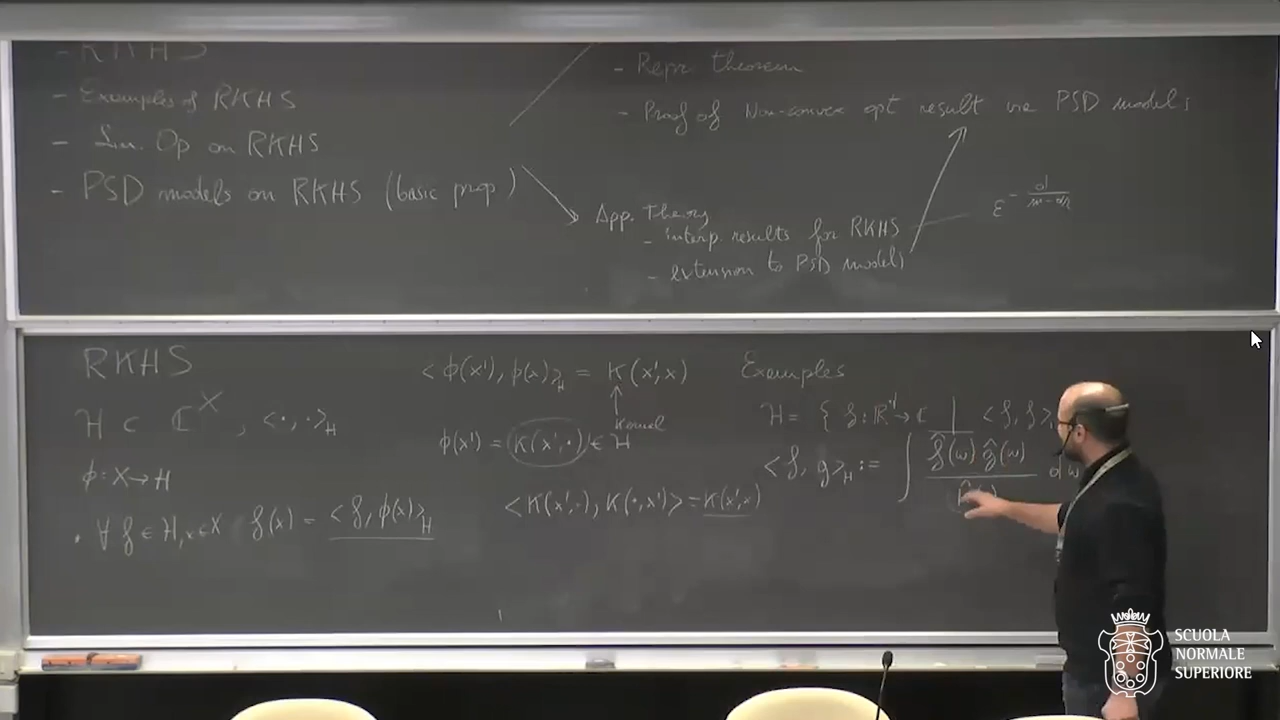 RKHS
- Examples of RKHS
- Lin. Op on RKHS
- PSD models on RKHS (basic prop)
- Repr theorem
- Proof of Non-convex opt result via PSD models
App. Theory
- interp. results for RKHS
- extension to PSD models
RKHS
H ⊂ ℂ^X, <·,·>_H
ϕ: X → H
· ∀ f ∈ H, x ∈ X f(x) = <f, ϕ(x)>_H
<ϕ(x'), ϕ(x)>_H = K(x',x)
Kernel
ϕ(x') = K(x',·) ∈ H
<K(x',·), K(·,x')> = K(x',x)
Examples
H = { f: ℝ^d → ℂ | <f, f>
<f, g>_H := ∫ f̂(ω) ĝ(ω) dω
SCUOLA
NORMALE
SUPERIORE